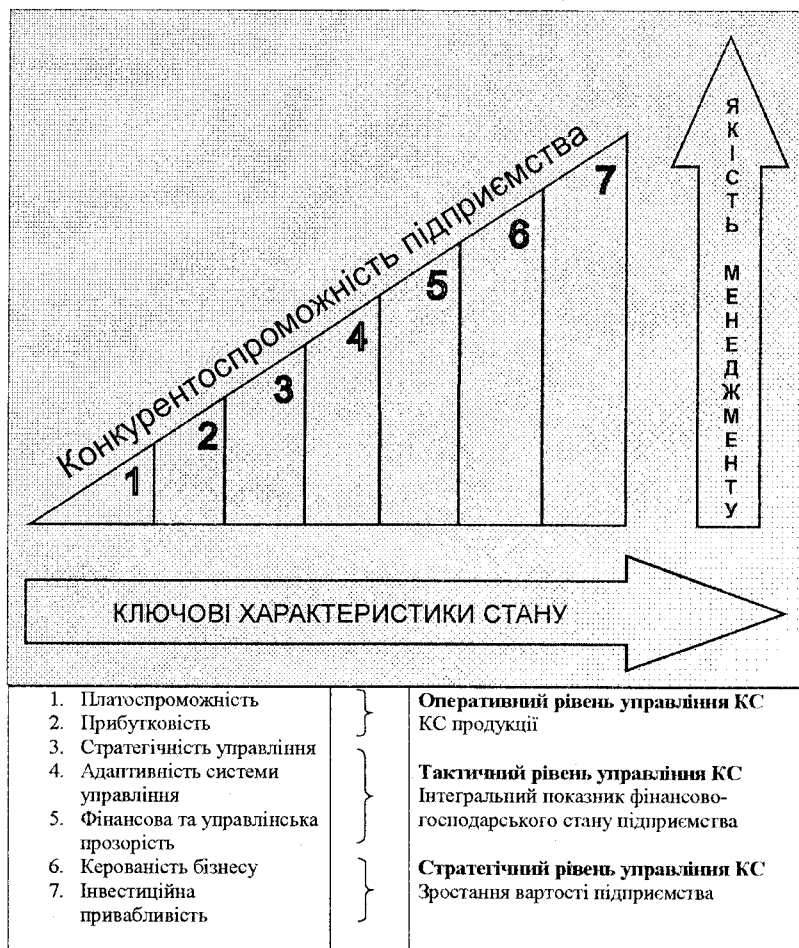 ЯКІСТЬ МЕНЕДЖМЕНТУ
Конкурентоспроможність підприємства
1
2
3
4
5
6
7
КЛЮЧОВІ ХАРАКТЕРИСТИКИ СТАНУ
1. Платоспроможність
2. Прибутковість
3. Стратегічність управління
4. Адаптивність системи
управління
5. Фінансова та управлінська
прозорість
6. Керованість бізнесу
7. Інвестиційна
привабливість
Оперативний рівень управління КС
КС продукції
Тактичний рівень управління КС
Інтегральний показник фінансово-
господарського стану підприємства
Стратегічний рівень управління КС
Зростання вартості підприємства